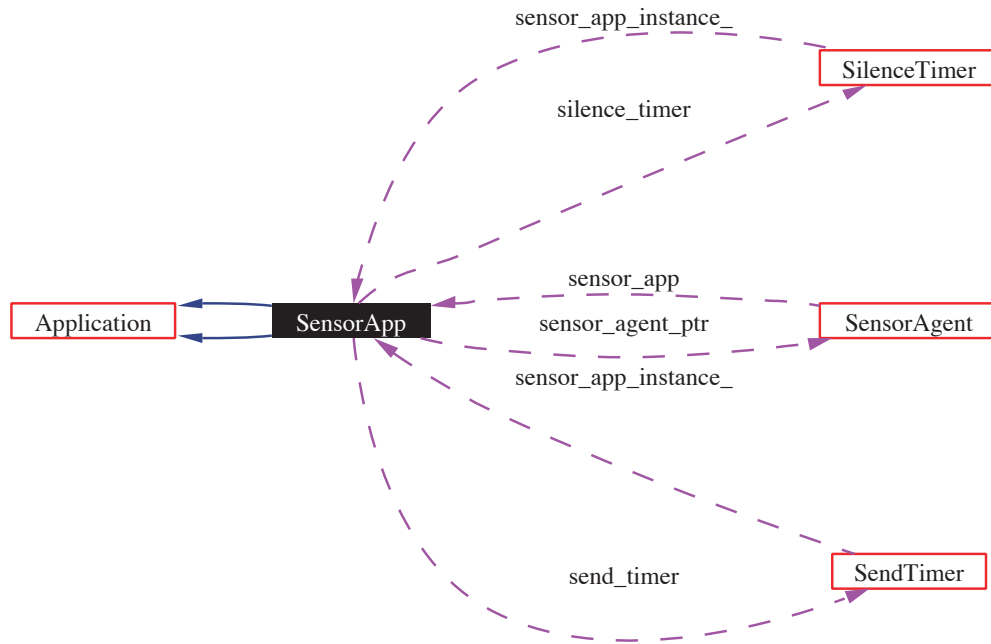 sensor_app_instance_
SilenceTimer
silence_timer
sensor_app
Application
SensorApp
sensor_agent_ptr
SensorAgent
sensor_app_instance_
send_timer
SendTimer